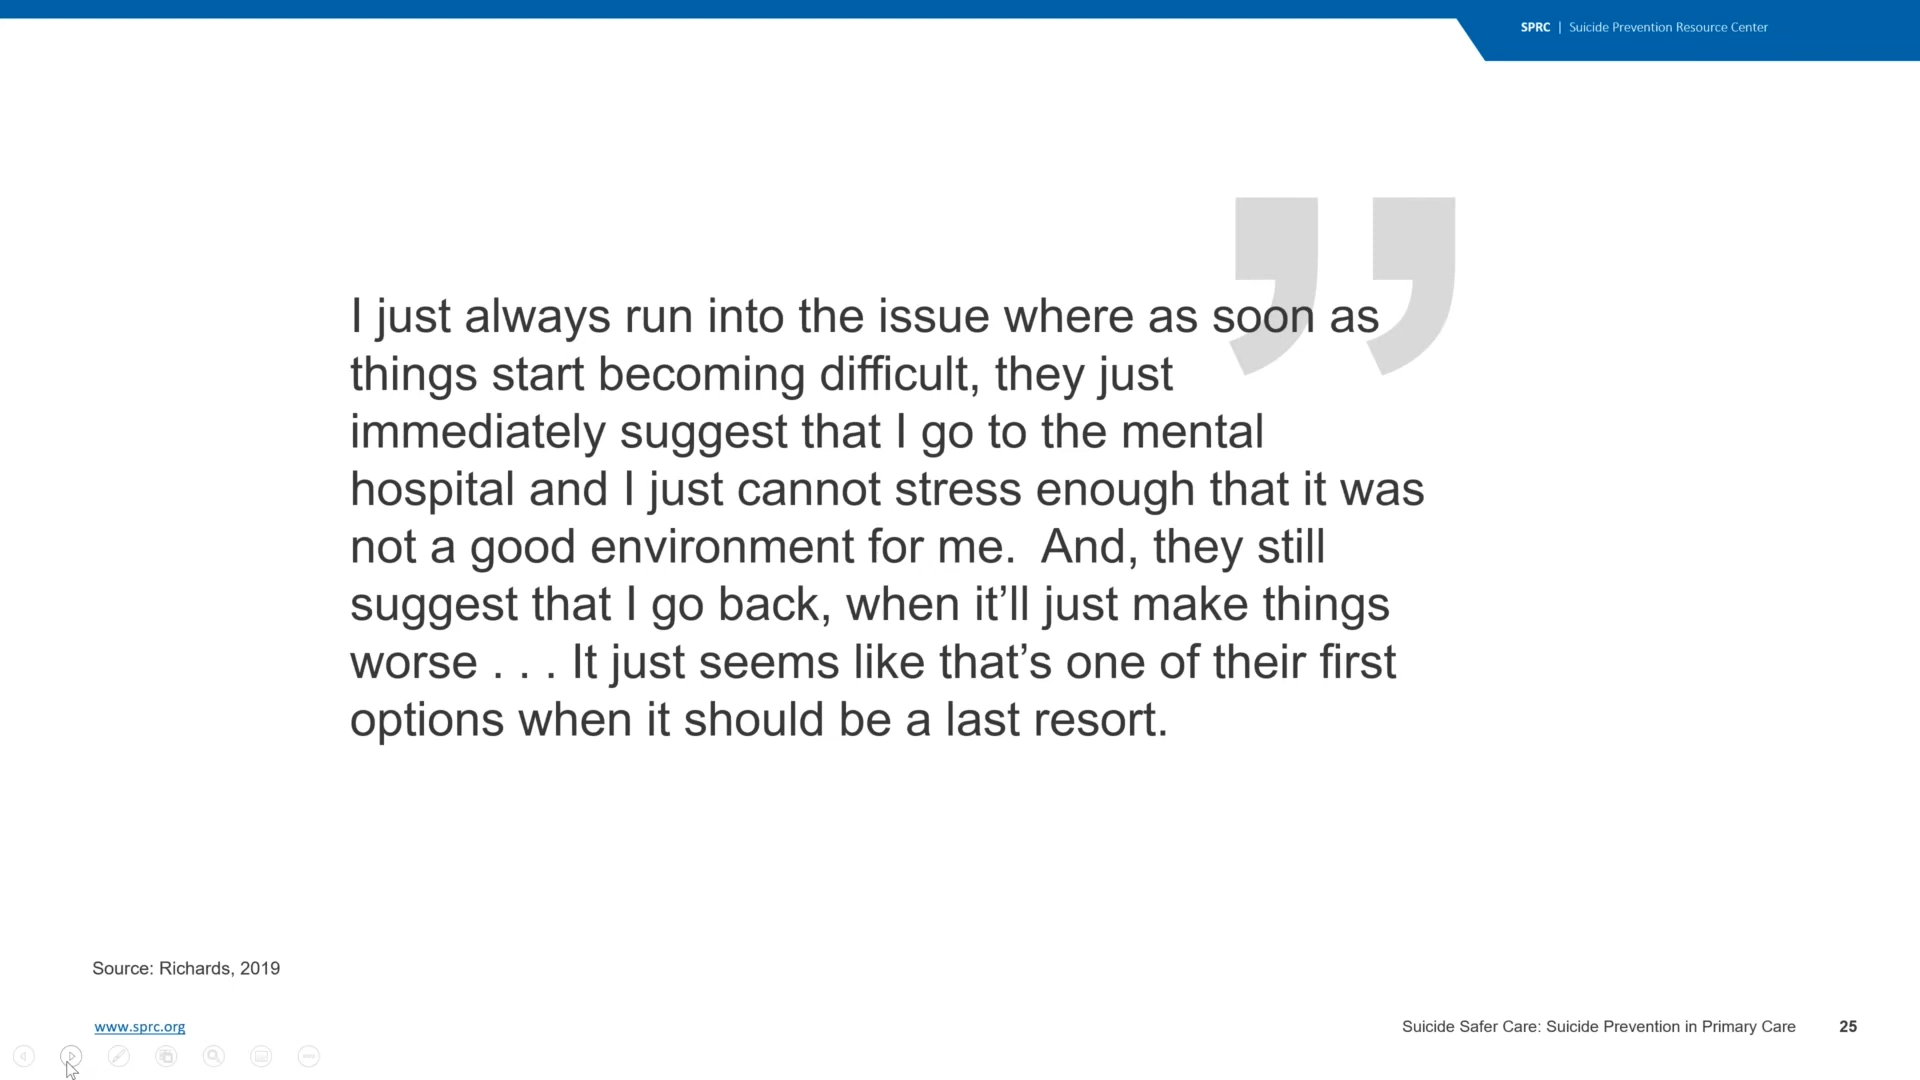 SPRC | Suicide Prevention Resource Center
I just always run into the issue where as soon as
things start becoming difficult, they just
immediately suggest that I go to the mental
hospital and I just cannot stress enough that it was
not a good environment for me.  And, they still
suggest that I go back, when it’ll just make things
worse . . . It just seems like that’s one of their first
options when it should be a last resort.
Source: Richards, 2019
www.sprc.org
Suicide Safer Care: Suicide Prevention in Primary Care 25